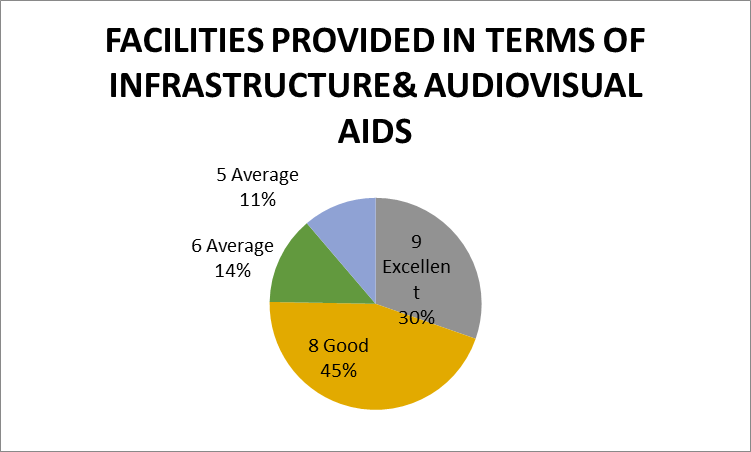 FACILITIES PROVIDED IN TERMS OF
INFRASTRUCTURE& AUDIOVISUAL
AIDS
5 Average
11%
6 Average
14%
9
Excellen
t
30%
8 Good
45%